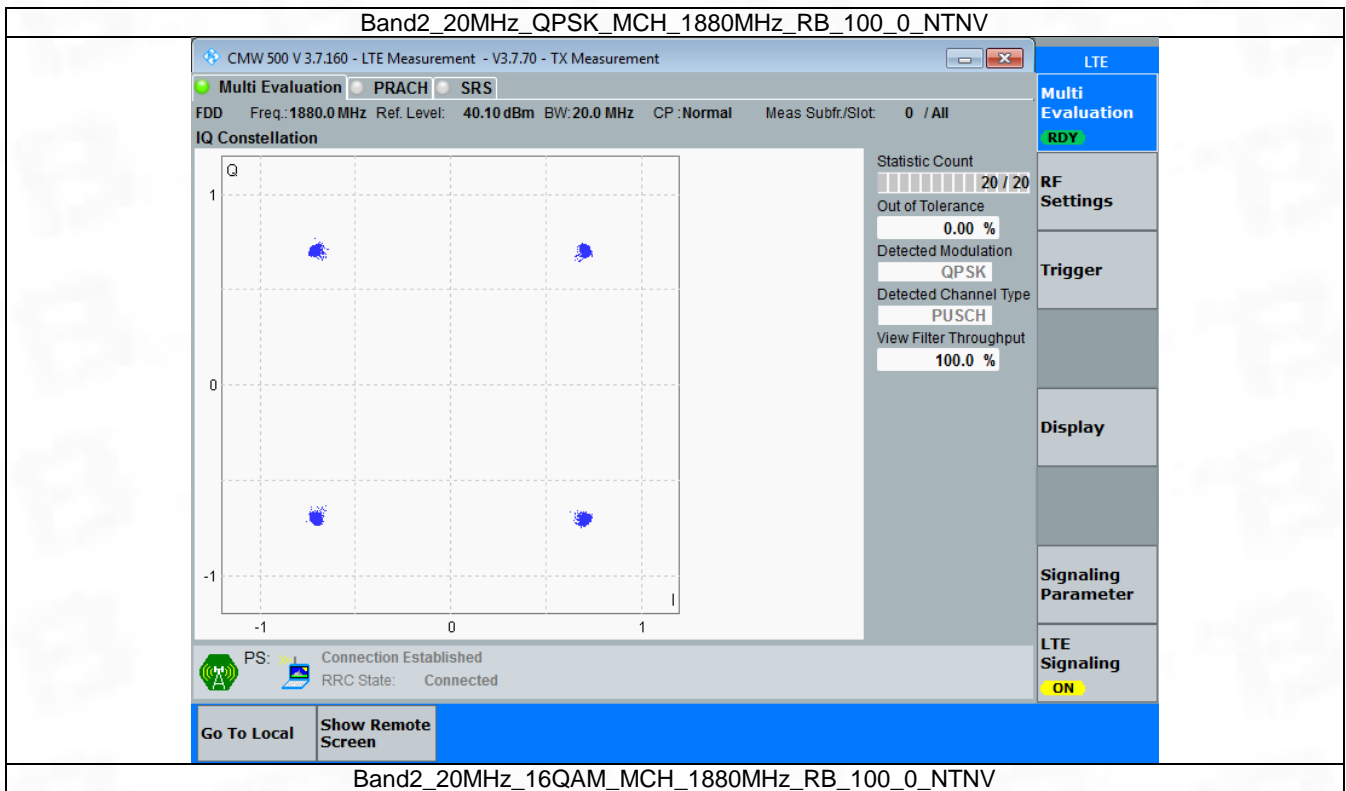 Band2_20MHz_QPSK_MCH_1880MHz_RB_100_0_NTNV
CMW 500 V 3.7.160 - LTE Measurement - V3.7.70 - TX Measurement
LTE
Multi Evaluation PRACH SRS
Multi Evaluation
RDY
FDD Freq.:1880.0 MHz Ref. Level: 40.10 dBm BW:20.0 MHz CP :Normal Meas Subfr./Slot: 0 / All
IQ Constellation
Q
1
0
-1
-1 0 1
I
Statistic Count
20 / 20
Out of Tolerance
0.00 %
Detected Modulation
QPSK
Detected Channel Type
PUSCH
View Filter Throughput
100.0 %
RF
Settings
Trigger
Display
Signaling
Parameter
LTE
Signaling
ON
PS: Connection Established
RRC State: Connected
Go To Local
Show Remote
Screen
Band2_20MHz_16QAM_MCH_1880MHz_RB_100_0_NTNV